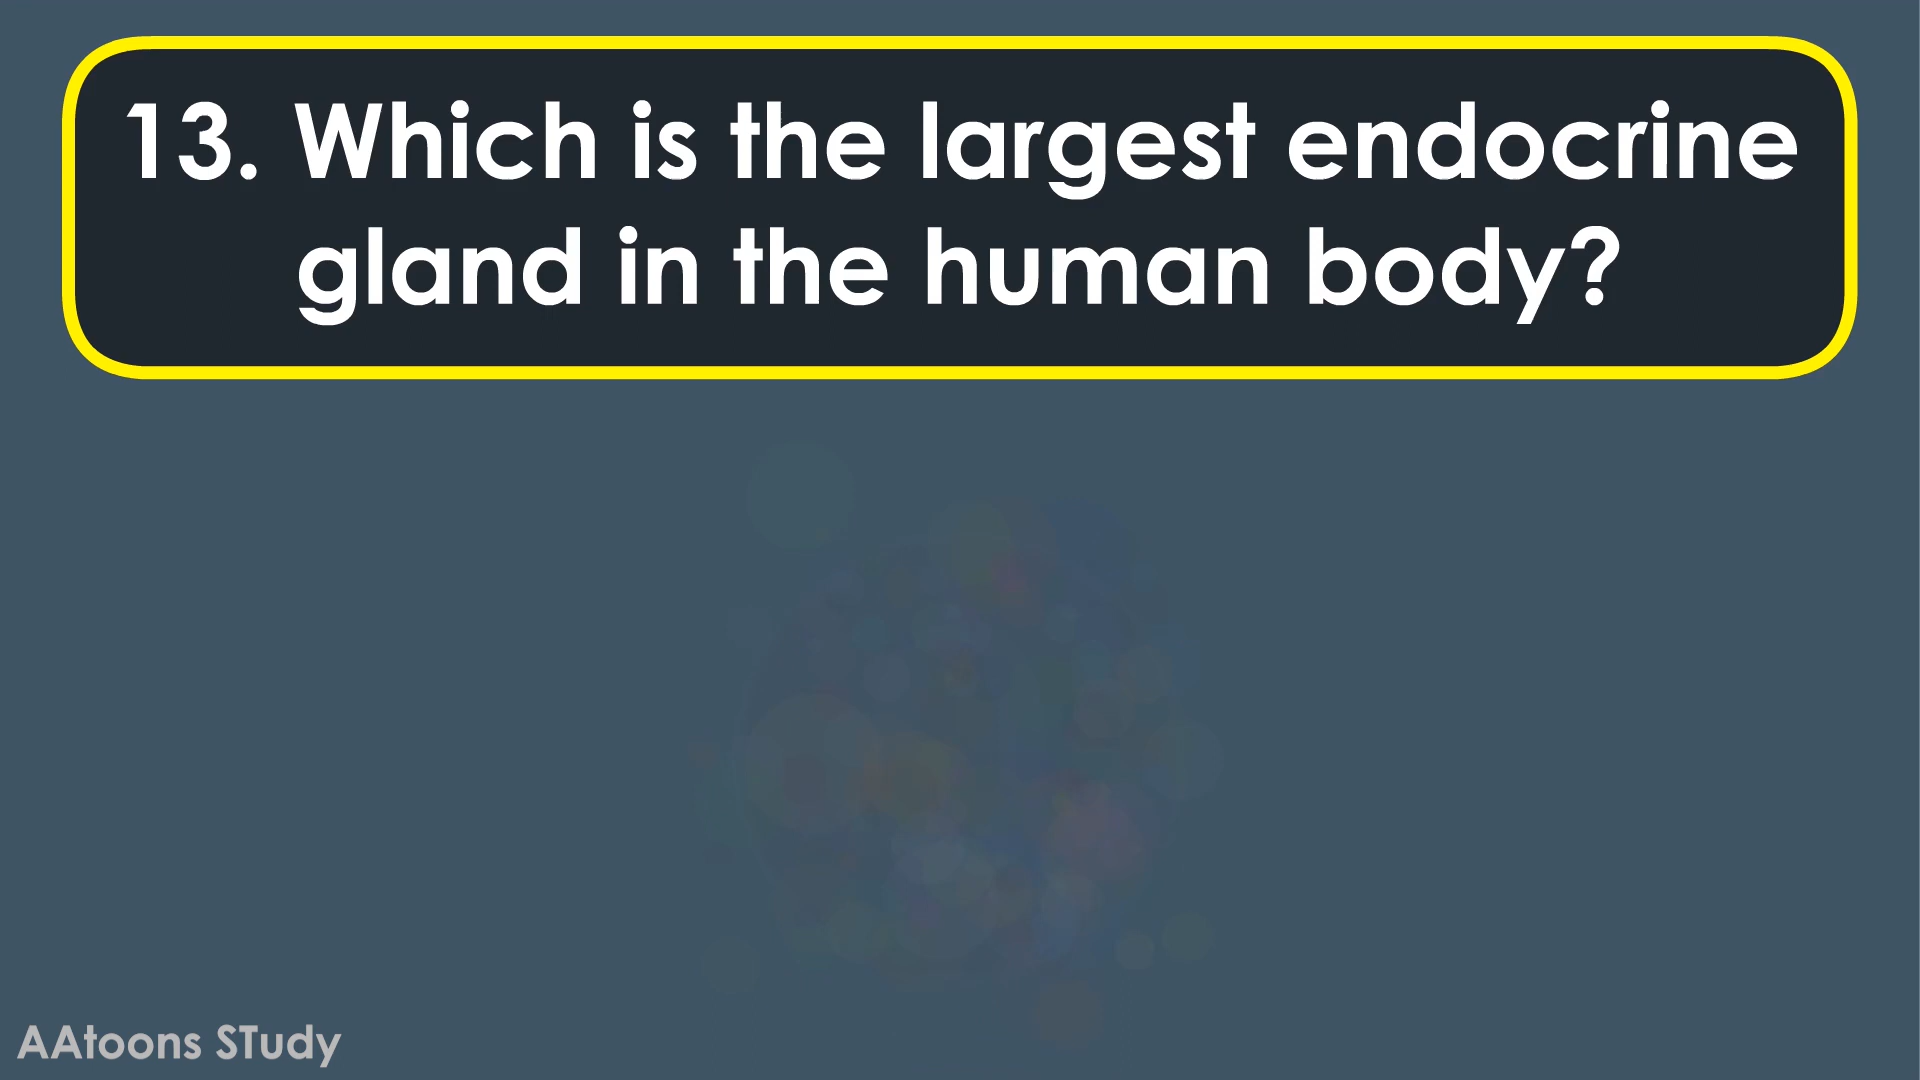 13. Which is the largest endocrine
gland in the human body?
AAtoons STudy